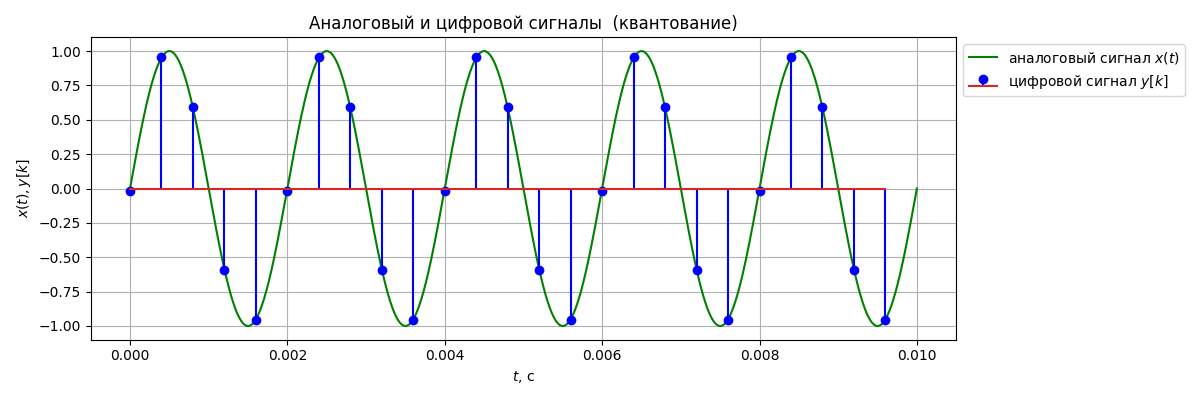 Аналоговый и цифровой сигналы (квантование)
1.00
0.75
0.50
0.25
0.00
−0.25
−0.50
−0.75
−1.00
x(t), y[k]
0.000 0.002 0.004 0.006 0.008 0.010
t, с
аналоговый сигнал x(t)
цифровой сигнал y[k]